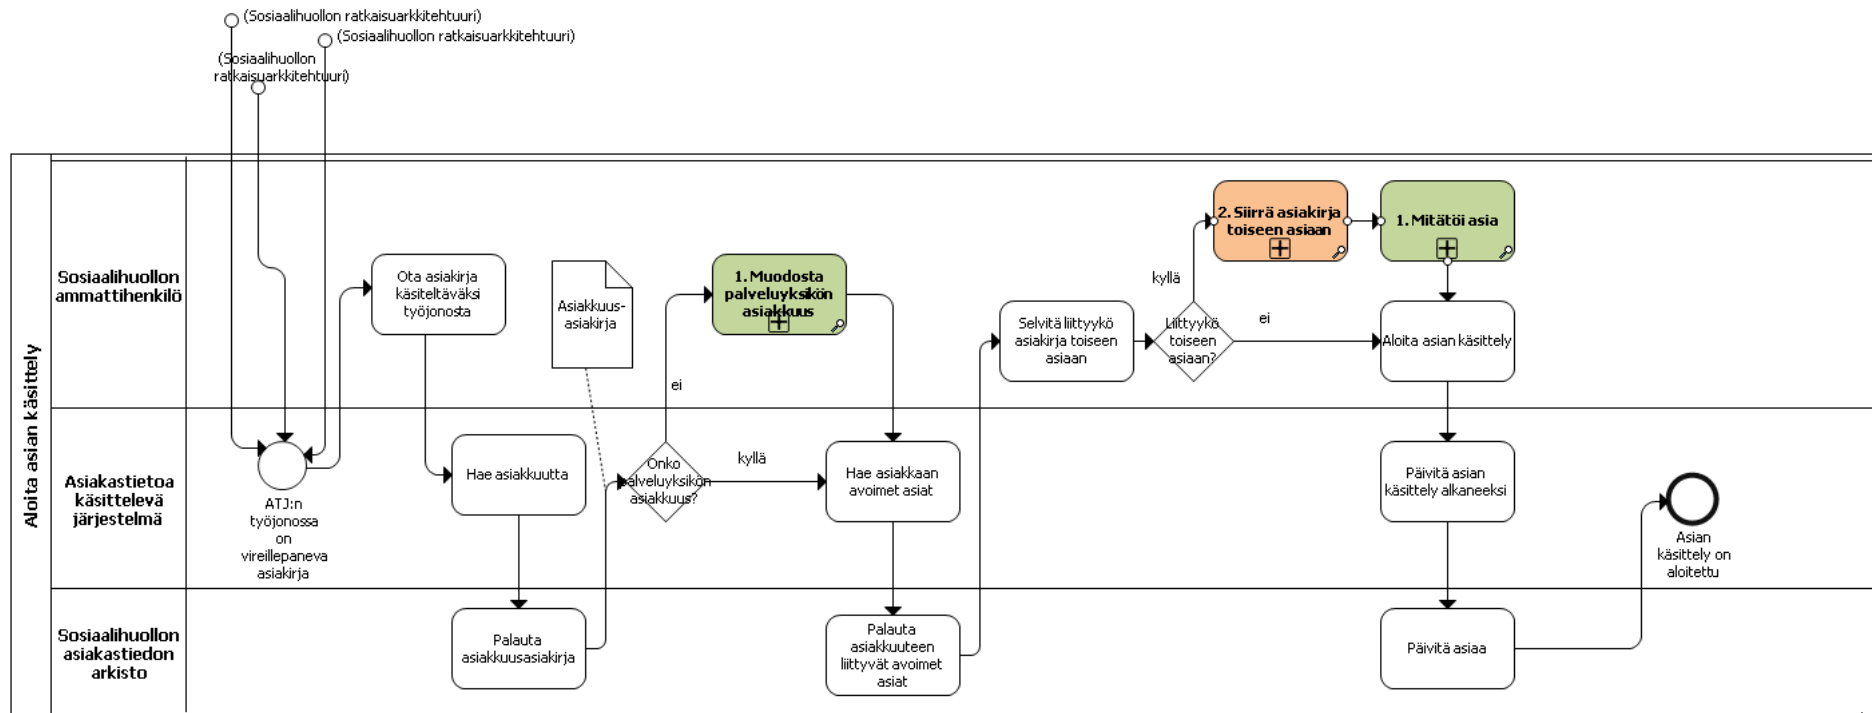 (Sosiaalihuollon ratkaisuarkkitehtuuri)
(Sosiaalihuollon ratkaisuarkkitehtuuri)
(Sosiaalihuollon
ratkaisuarkkitehtuuri)
Aloita asian käsittely
Sosiaalihuollon
ammattihenkilö
Ota asiakirja
käsiteltäväksi
työjonosta
Asiakkuus-
asiakirja
1. Muodosta
palveluyksikön
asiakkuus
ei
Selvitä liittyykö
asiakirja toiseen
asiaan
Liittyykö
toiseen
asiaan?
kyllä
ei
2. Siirrä asiakirja
toiseen asiaan
1. Mitätöi asia
Aloita asian käsittely
Asiakastietoa
käsittelevä
järjestelmä
ATJ:n
työjonossa
on
vireillepaneva
asiakirja
Hae asiakkuutta
Onko
palveluyksikön
asiakkuus?
kyllä
Hae asiakkaan
avoimet asiat
Päivitä asian
käsittely alkaneeksi
Asian
käsittely on
aloitettu
Sosiaalihuollon
asiakastiedon
arkisto
Palauta
asiakkuusasiakirja
Palauta
asiakkuuteen
liittyvät avoimet
asiat
Päivitä asiaa